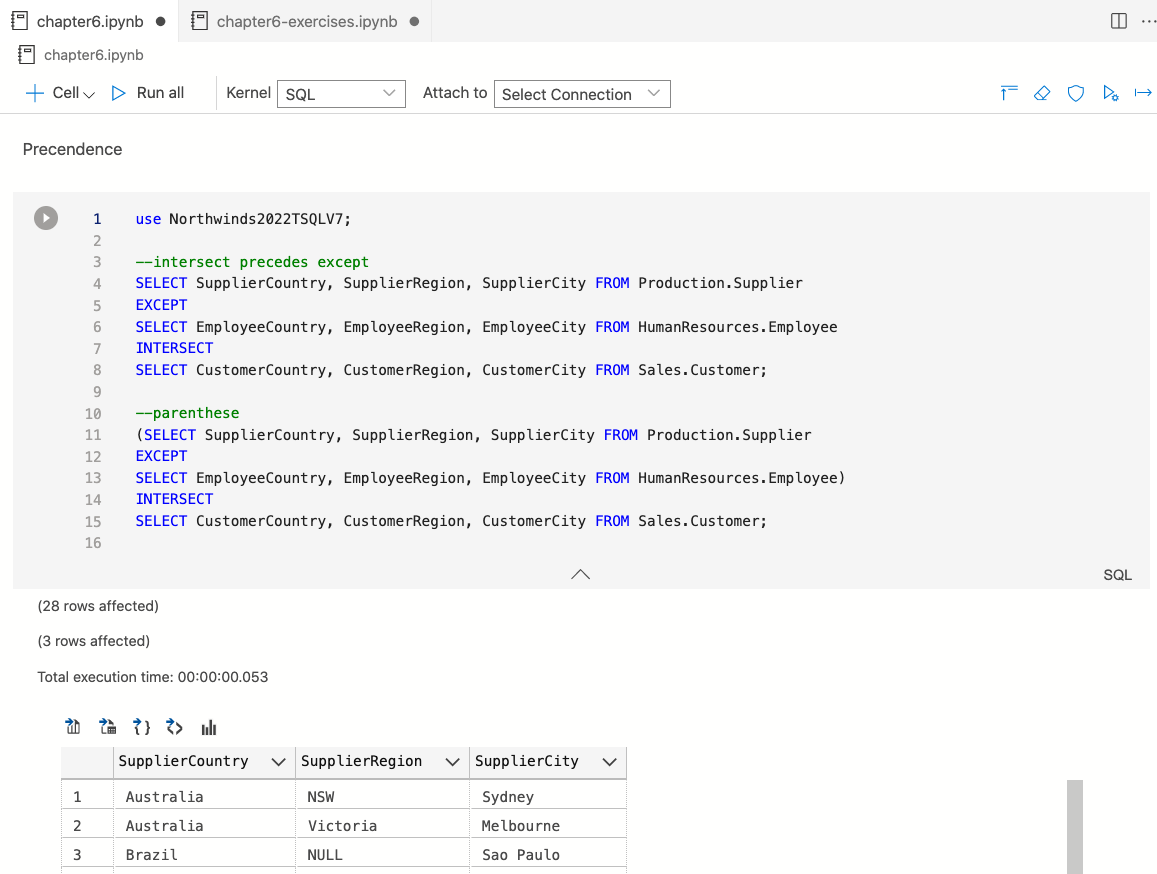 chapter6.ipynb ● chapter6-exercises.ipynb ●
chapter6.ipynb
Cell Run all Kernel SQL Attach to Select Connection
Precendence
1 use Northwinds2022TSQLV7;
2
3 --intersect precedes except
4 SELECT SupplierCountry, SupplierRegion, SupplierCity FROM Production.Supplier
5 EXCEPT
6 SELECT EmployeeCountry, EmployeeRegion, EmployeeCity FROM HumanResources.Employee
7 INTERSECT
8 SELECT CustomerCountry, CustomerRegion, CustomerCity FROM Sales.Customer;
9
10 --parenthese
11 (SELECT SupplierCountry, SupplierRegion, SupplierCity FROM Production.Supplier
12 EXCEPT
13 SELECT EmployeeCountry, EmployeeRegion, EmployeeCity FROM HumanResources.Employee)
14 INTERSECT
15 SELECT CustomerCountry, CustomerRegion, CustomerCity FROM Sales.Customer;
16
SQL
(28 rows affected)
(3 rows affected)
Total execution time: 00:00:00.053
SupplierCountry SupplierRegion SupplierCity
1 Australia NSW Sydney
2 Australia Victoria Melbourne
3 Brazil NULL Sao Paulo